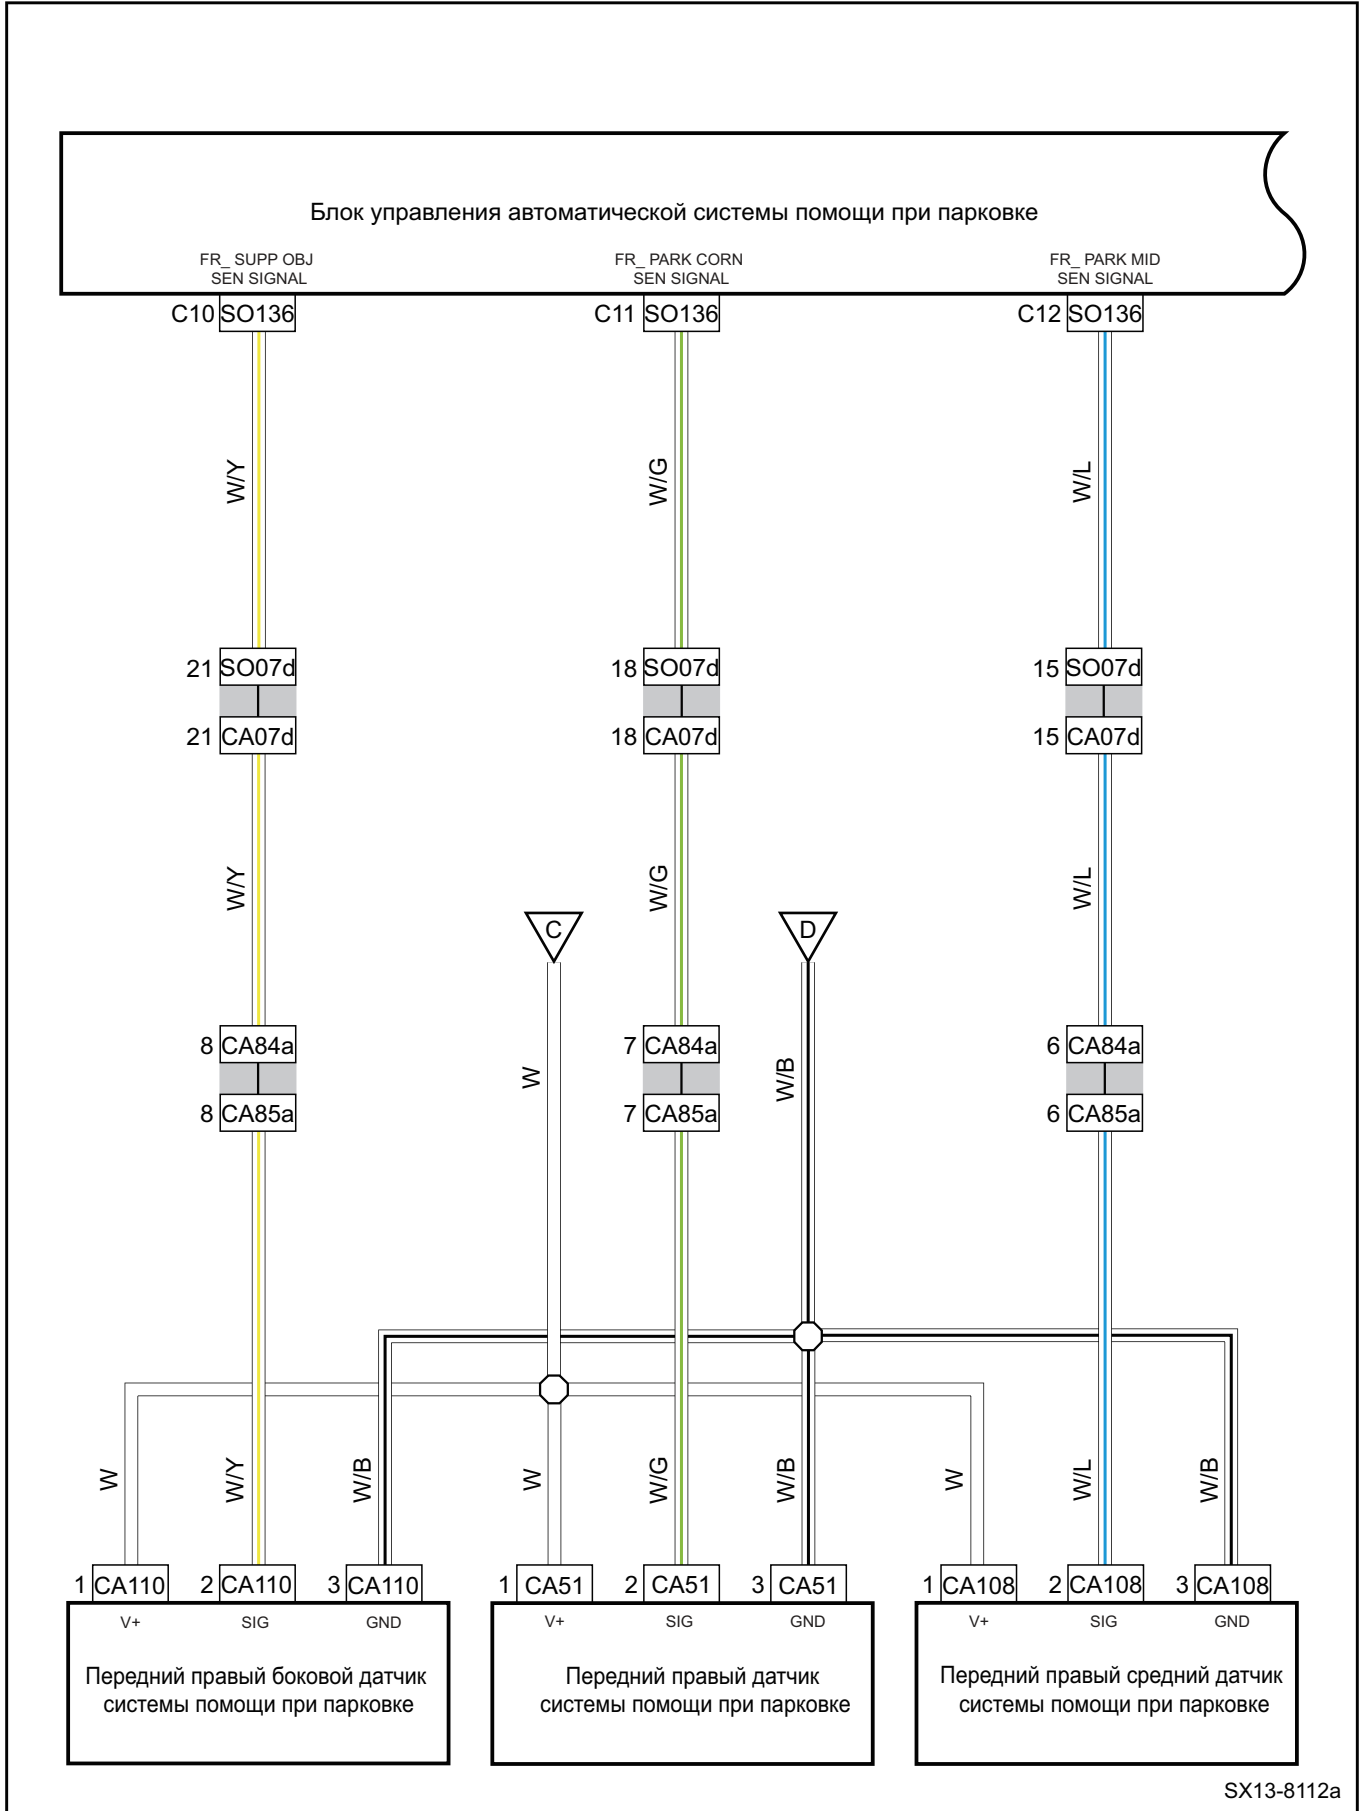 Блок управления автоматической системы помощи при парковке
FR_ SUPP OBJ
SEN SIGNAL
FR_ PARK CORN
SEN SIGNAL
FR_ PARK MID
SEN SIGNAL
C10 SO136
C11 SO136
C12 SO136
W/Y
W/G
W/L
21 SO07d
18 SO07d
15 SO07d
21 CA07d
18 CA07d
15 CA07d
W/Y
W/G
W/L
C
D
8 CA84a
7 CA84a
6 CA84a
W
W/B
8 CA85a
7 CA85a
6 CA85a
W
W/Y
W/B
W
W/G
W/B
W
W/L
W/B
1 CA110
2 CA110
3 CA110
1 CA51
2 CA51
3 CA51
1 CA108
2 CA108
3 CA108
V+
SIG
GND
V+
SIG
GND
V+
SIG
GND
Передний правый боковой датчик
системы помощи при парковке
Передний правый датчик
системы помощи при парковке
Передний правый средний датчик
системы помощи при парковке
SX13-8112a